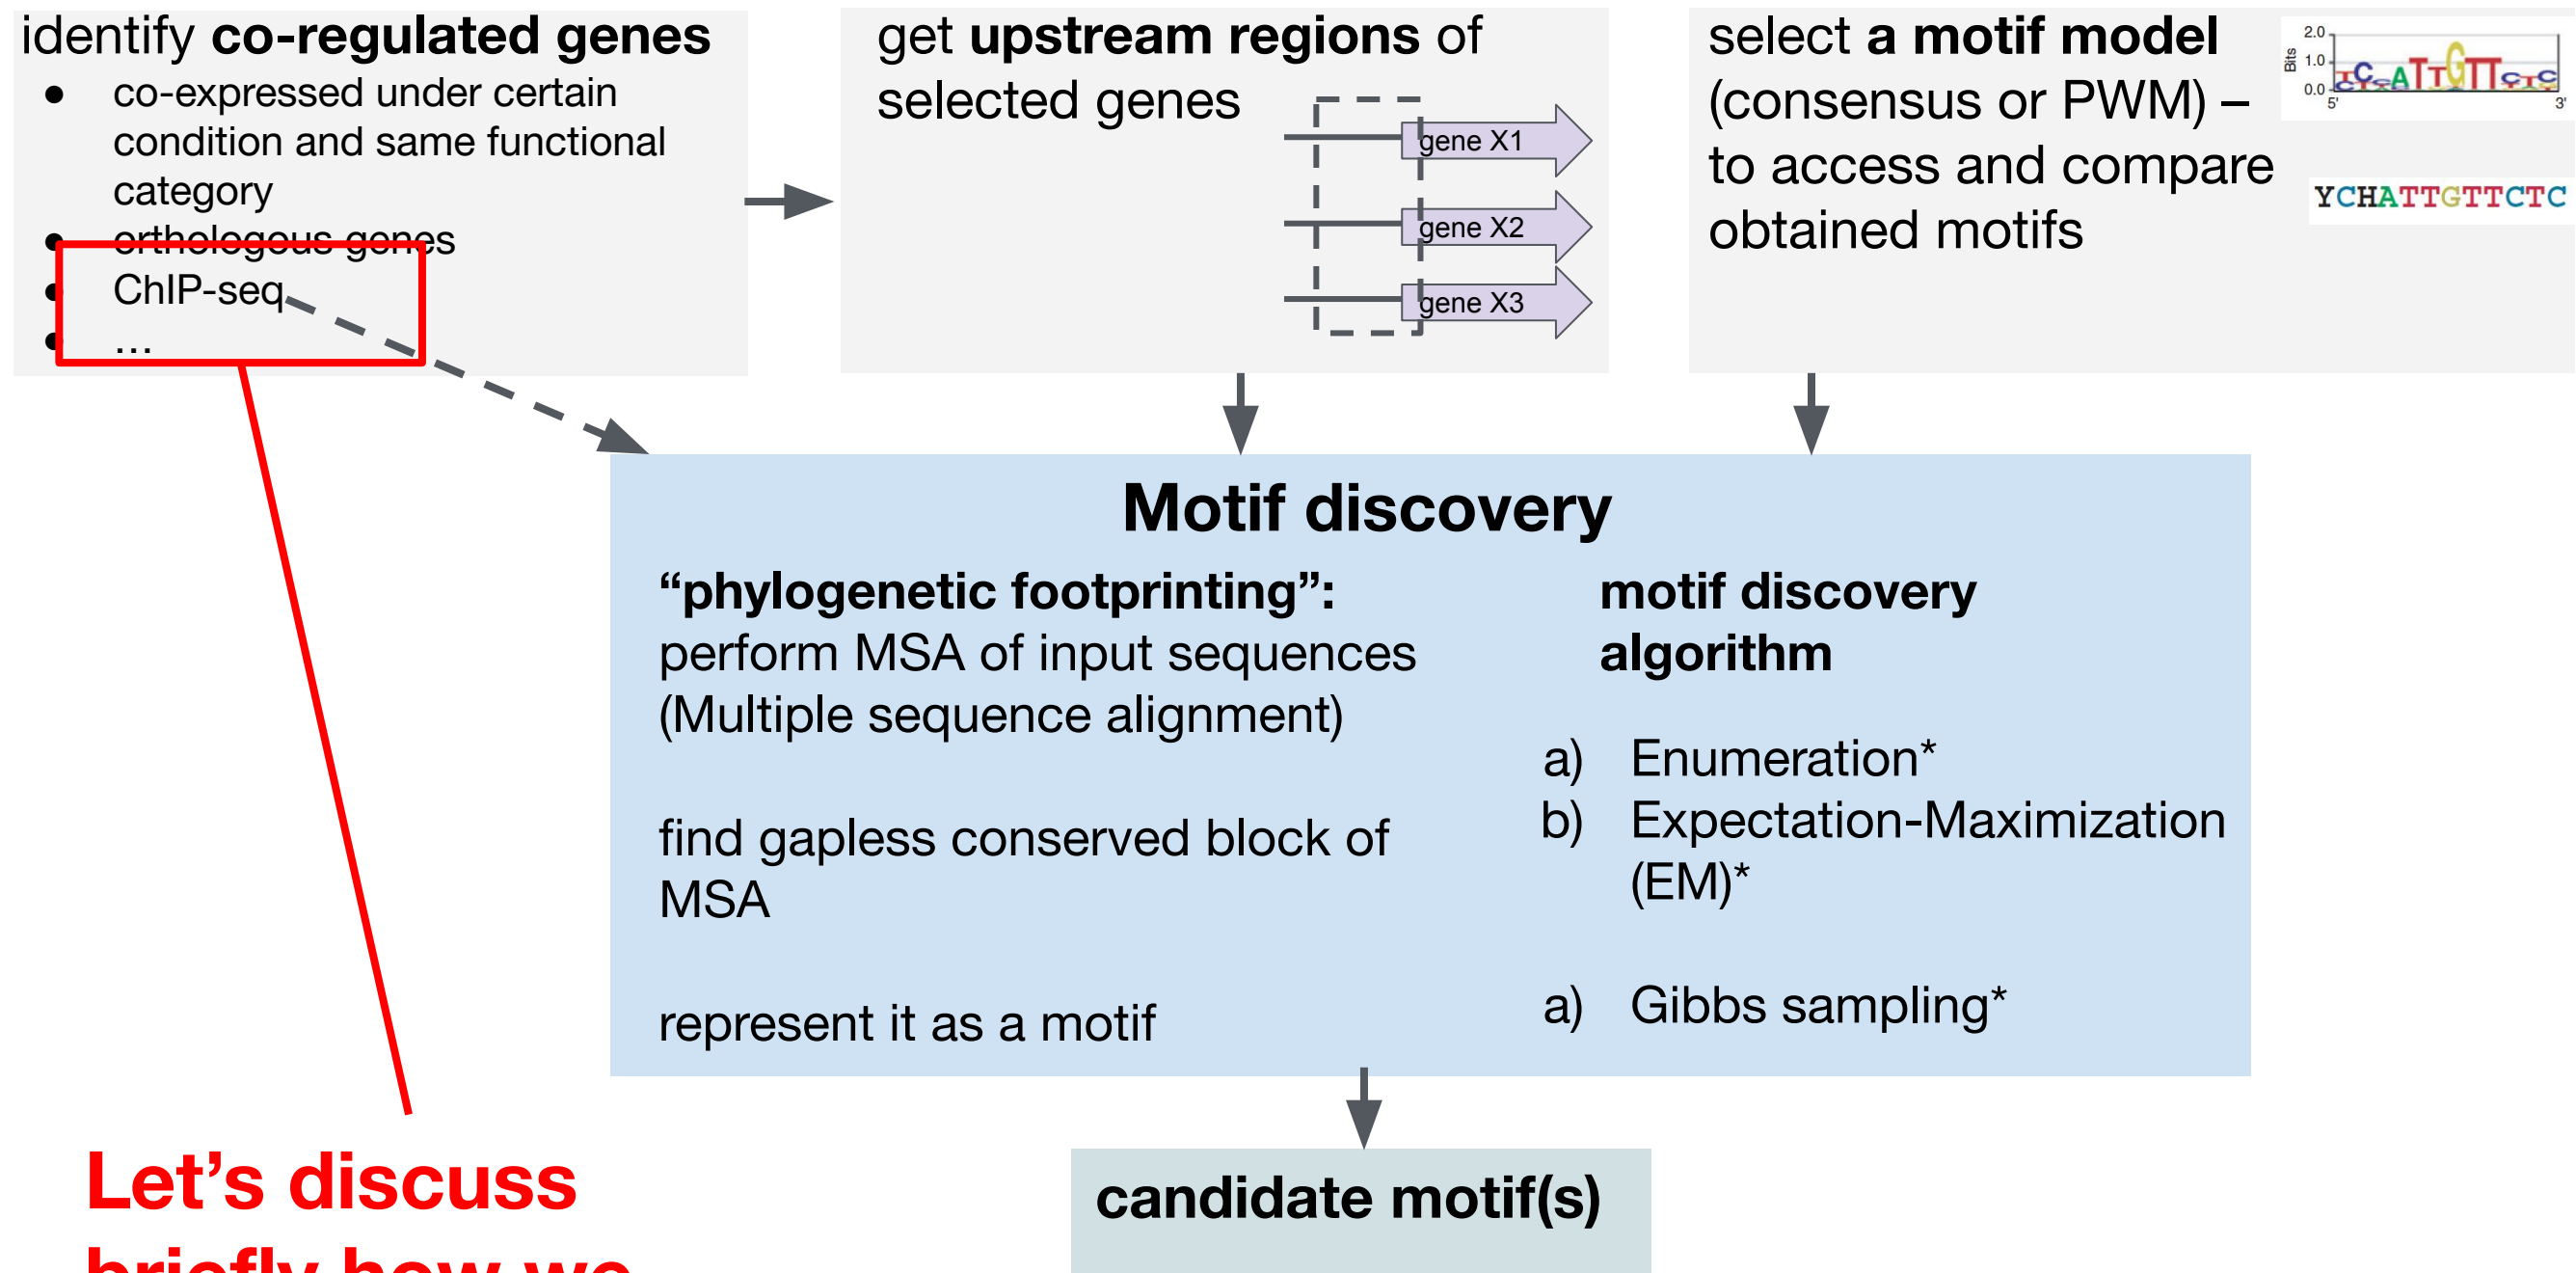 identify co-regulated genes
● co-expressed under certain
condition and same functional
category
● orthologous genes
● ChIP-seq
● ...
get upstream regions of
selected genes
gene X1
gene X2
gene X3
select a motif model
(consensus or PWM) –
to access and compare
obtained motifs
Bits
2.0
1.0
0.0
5'
3'
YCHATTGTTCTC
Motif discovery
“phylogenetic footprinting”:
perform MSA of input sequences
(Multiple sequence alignment)
find gapless conserved block of
MSA
represent it as a motif
motif discovery
algorithm
a) Enumeration*
b) Expectation-Maximization
(EM)*
a) Gibbs sampling*
candidate motif(s)
Let’s discuss
briefly how we